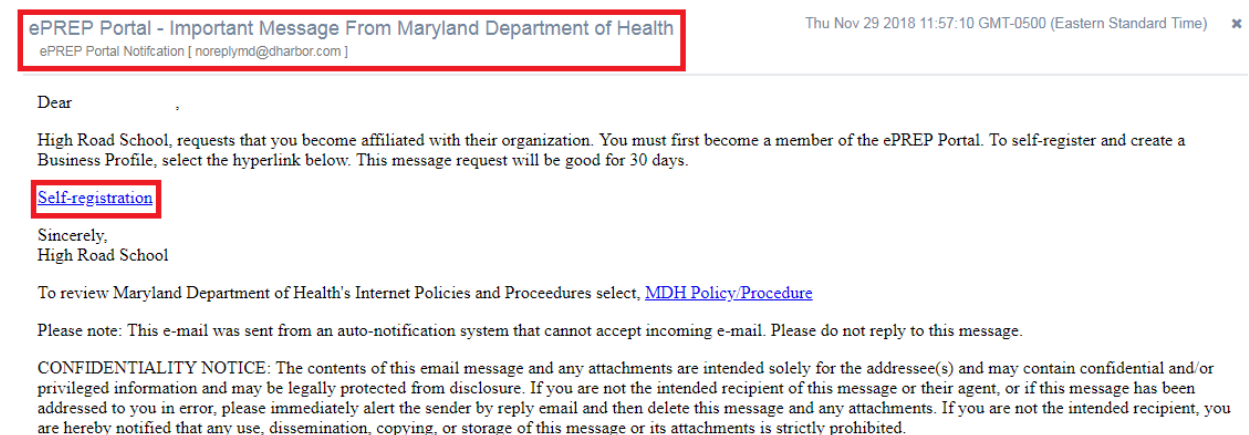 ePREP Portal - Important Message From Maryland Department of Health
Thu Nov 29 2018 11:57:10 GMT-0500 (Eastern Standard Time) ×
ePREP Portal Notifcation [ noreplymd@dharbor.com ]
Dear ,
High Road School, requests that you become affiliated with their organization. You must first become a member of the ePREP Portal. To self-register and create a
Business Profile, select the hyperlink below. This message request will be good for 30 days.
Self-registration
Sincerely,
High Road School
To review Maryland Department of Health's Internet Policies and Proceedures select, MDH Policy/Procedure
Please note: This e-mail was sent from an auto-notification system that cannot accept incoming e-mail. Please do not reply to this message.
CONFIDENTIALITY NOTICE: The contents of this email message and any attachments are intended solely for the addressee(s) and may contain confidential and/or
privileged information and may be legally protected from disclosure. If you are not the intended recipient of this message or their agent, or if this message has been
addressed to you in error, please immediately alert the sender by reply email and then delete this message and any attachments. If you are not the intended recipient, you
are hereby notified that any use, dissemination, copying, or storage of this message or its attachments is strictly prohibited.